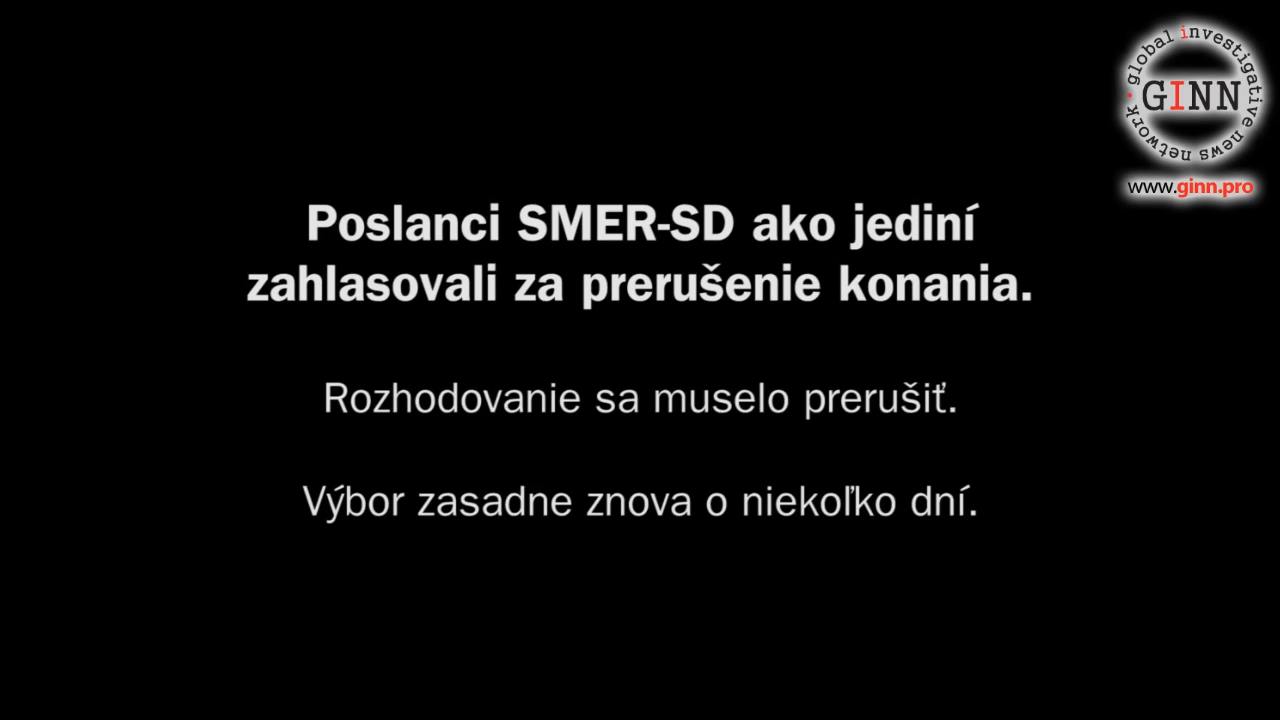 global investigative news network
GINN
www.ginn.pro
Poslanci SMER-SD ako jediní
zahlasovali za prerušenie konania.
Rozhodovanie sa muselo prerušiť.
Výbor zasadne znova o niekoľko dní.